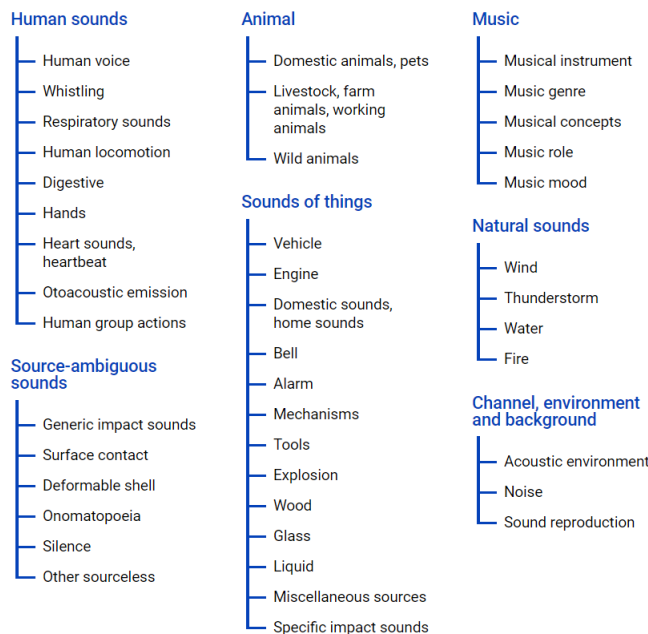 Human sounds
Human voice
Whistling
Respiratory sounds
Human locomotion
Digestive
Hands
Heart sounds,
heartbeat
Otoacoustic emission
Human group actions
Source-ambiguous
sounds
Generic impact sounds
Surface contact
Deformable shell
Onomatopoeia
Silence
Other sourceless
Animal
Domestic animals, pets
Livestock, farm
animals, working
animals
Wild animals
Sounds of things
Vehicle
Engine
Domestic sounds,
home sounds
Bell
Alarm
Mechanisms
Tools
Explosion
Wood
Glass
Liquid
Miscellaneous sources
Specific impact sounds
Music
Musical instrument
Music genre
Musical concepts
Music role
Music mood
Natural sounds
Wind
Thunderstorm
Water
Fire
Channel, environment
and background
Acoustic environment
Noise
Sound reproduction